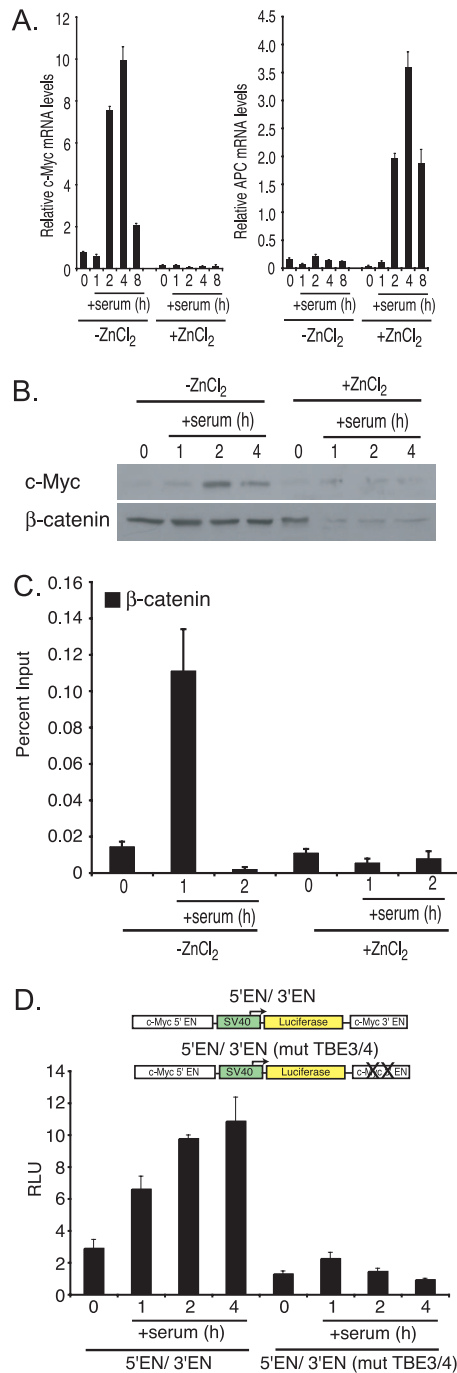 A.
Relative c-Myc mRNA levels
12
10
8
6
4
2
0
0 1 2 4 8 0 1 2 4 8
+serum (h) +serum (h)
-ZnCl2 +ZnCl2
Relative APC mRNA levels
4.5
4.0
3.5
3.0
2.5
2.0
1.5
1.0
0.5
0.0
0 1 2 4 8 0 1 2 4 8
+serum (h) +serum (h)
-ZnCl2 +ZnCl2
B.
-ZnCl2 +ZnCl2
+serum (h) +serum (h)
0 1 2 4 0 1 2 4
c-Myc
β-catenin
C.
β-catenin
Percent Input
0.16
0.14
0.12
0.10
0.08
0.06
0.04
0.02
0
0 1 2 0 1 2
+serum (h) +serum (h)
-ZnCl2 +ZnCl2
D.
5'EN/ 3'EN
c-Myc 5' EN SV40 Luciferase c-Myc 3' EN
5'EN/ 3'EN (mut TBE3/4)
c-Myc 5' EN SV40 Luciferase c-Myc 3' EN
XX
RLU
14
12
10
8
6
4
2
0
0 1 2 4 0 1 2 4
+serum (h) +serum (h)
5'EN/ 3'EN 5'EN/ 3'EN (mut TBE3/4)